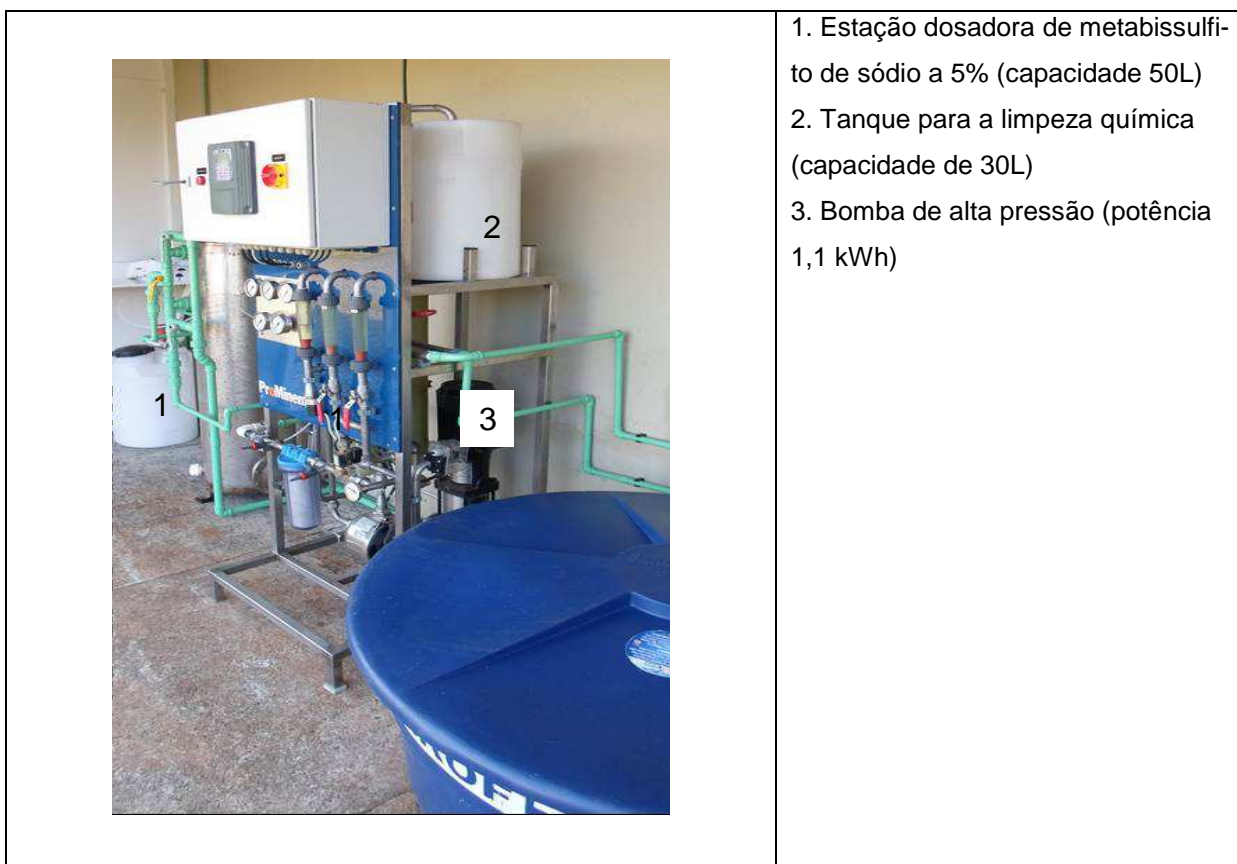 1. Estação dosadora de metabissulfi-
to de sódio a 5% (capacidade 50L)
2. Tanque para a limpeza química
(capacidade de 30L)
3. Bomba de alta pressão (potência
1,1 kWh)
2
1
1
3
ProMinent